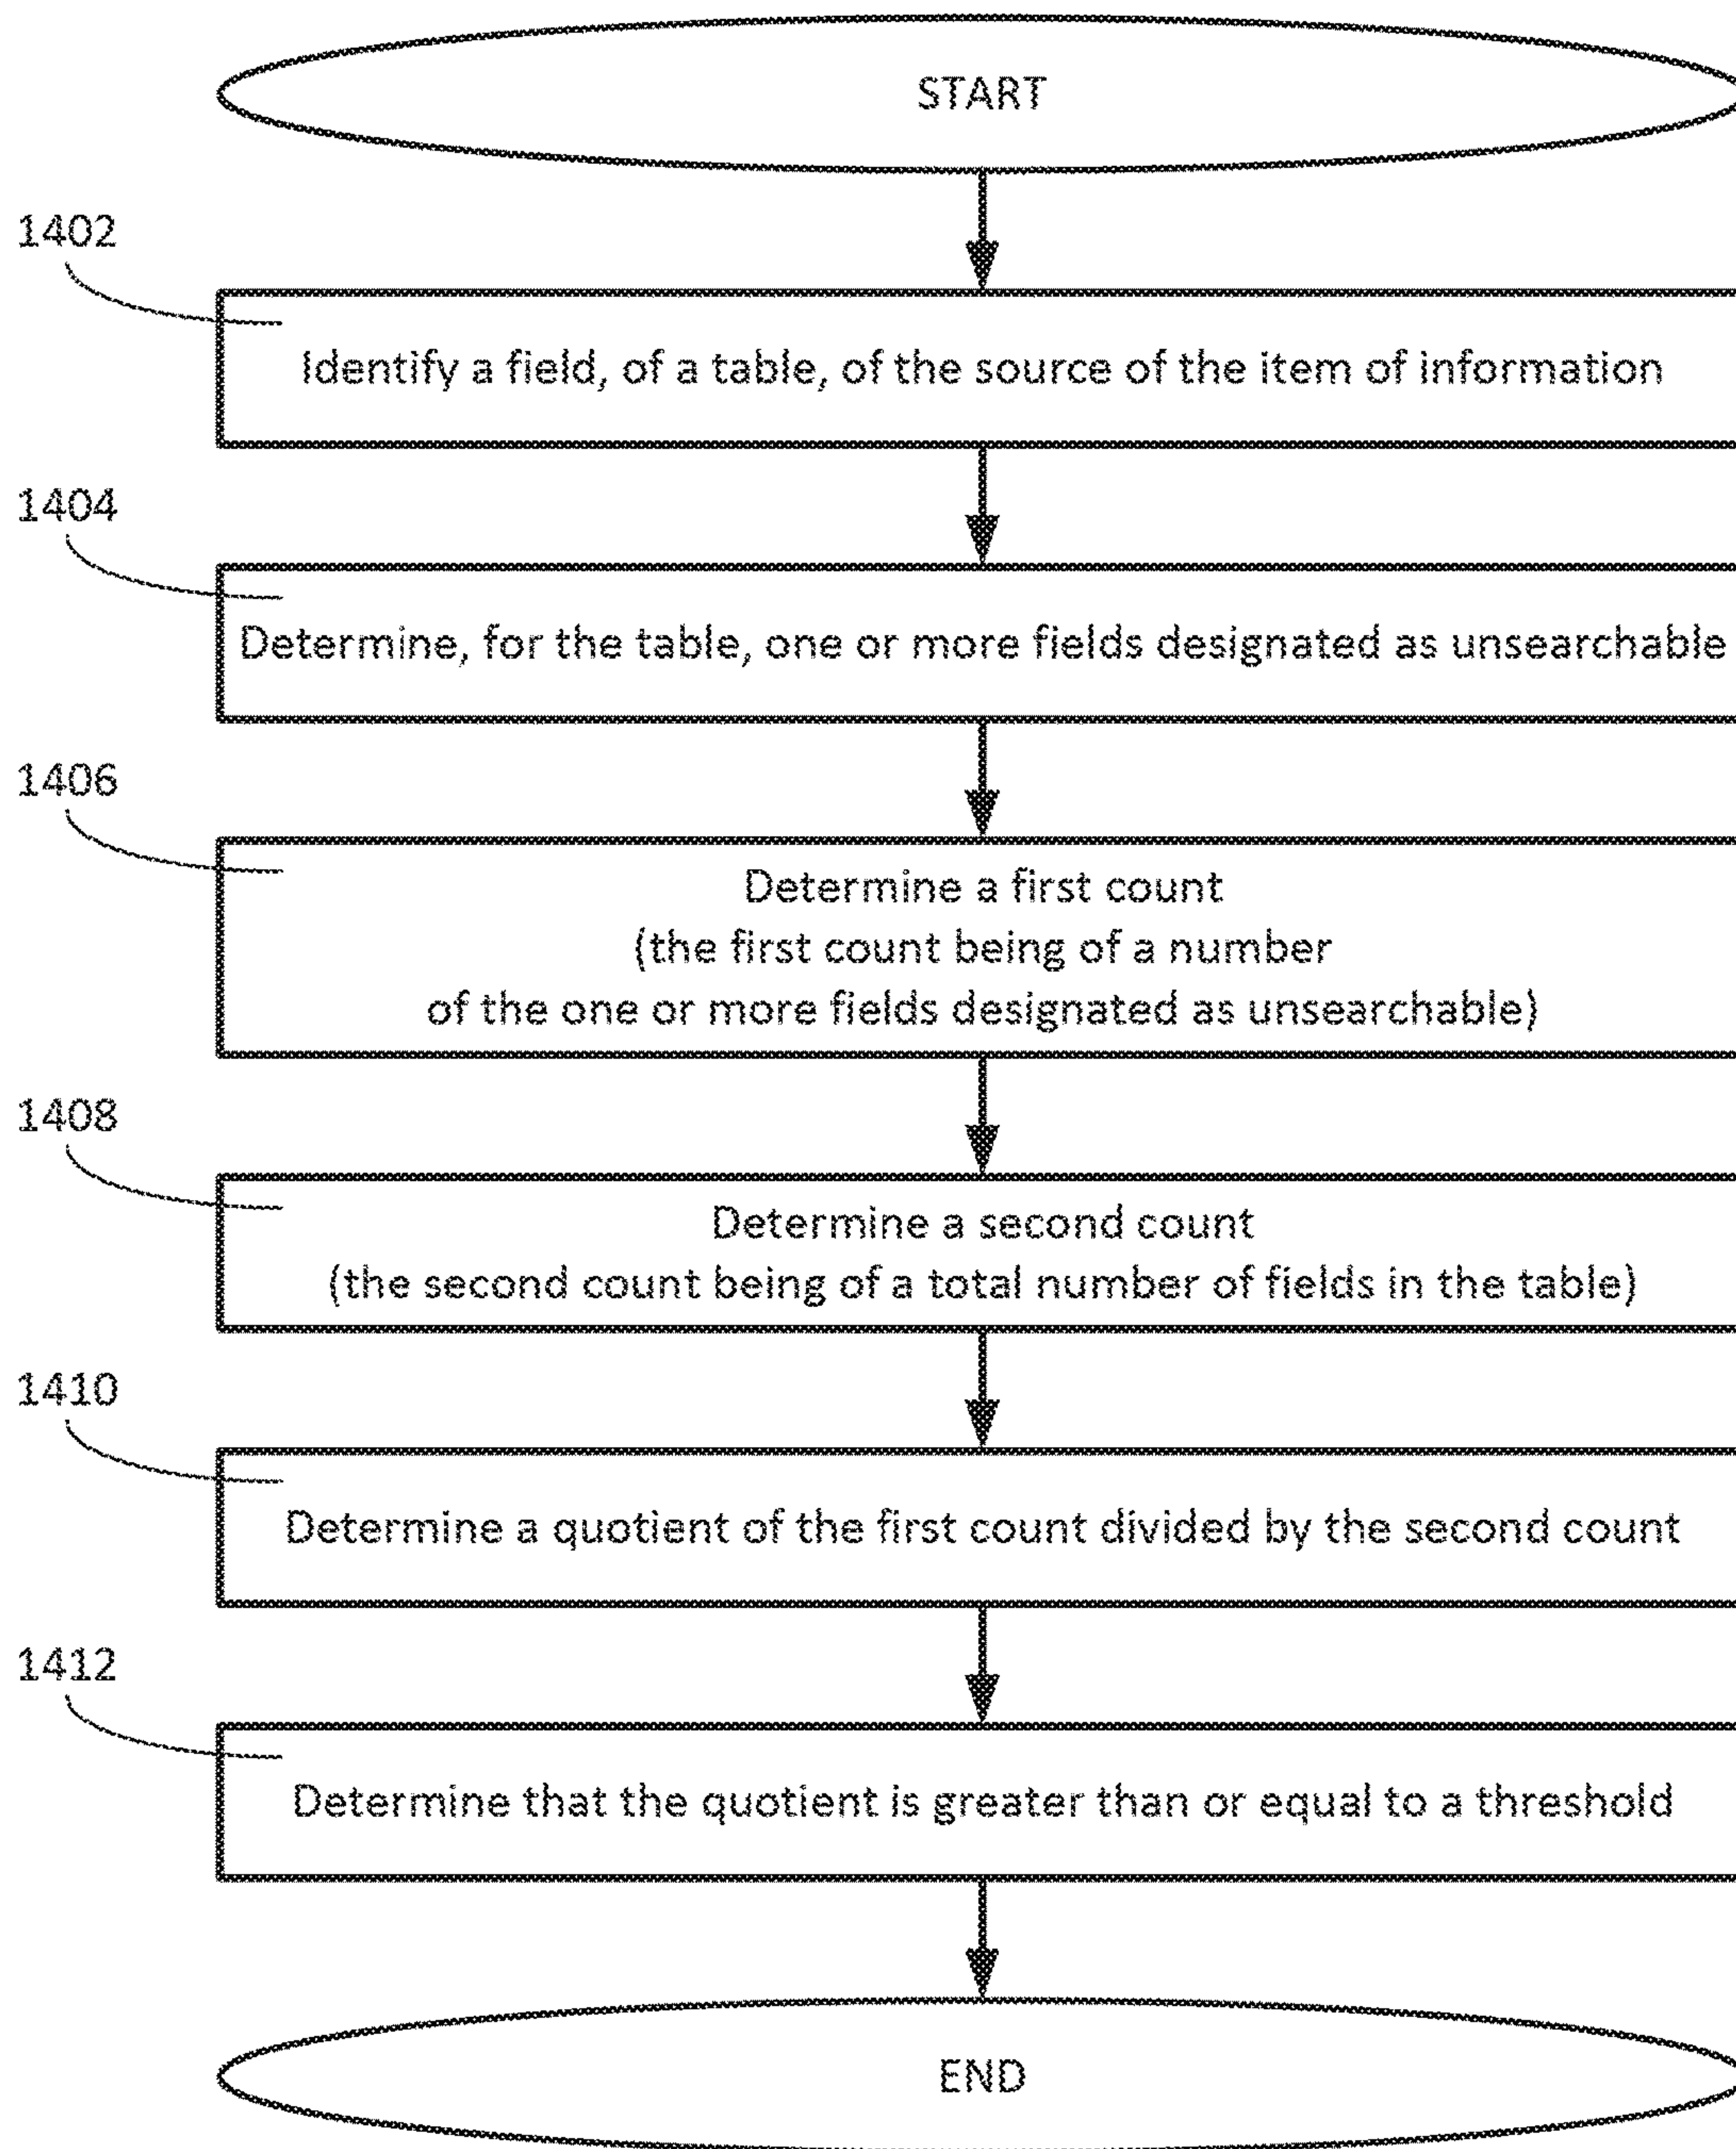 START
1402
Identify a field, of a table, of the source of the item of information
1404
Determine, for the table, one or more fields designated as unsearchable
1406
Determine a first count
(the first count being of a number
of the one or more fields designated as unsearchable)
1408
Determine a second count
(the second count being of a total number of fields in the table)
1410
Determine a quotient of the first count divided by the second count
1412
Determine that the quotient is greater than or equal to a threshold
END